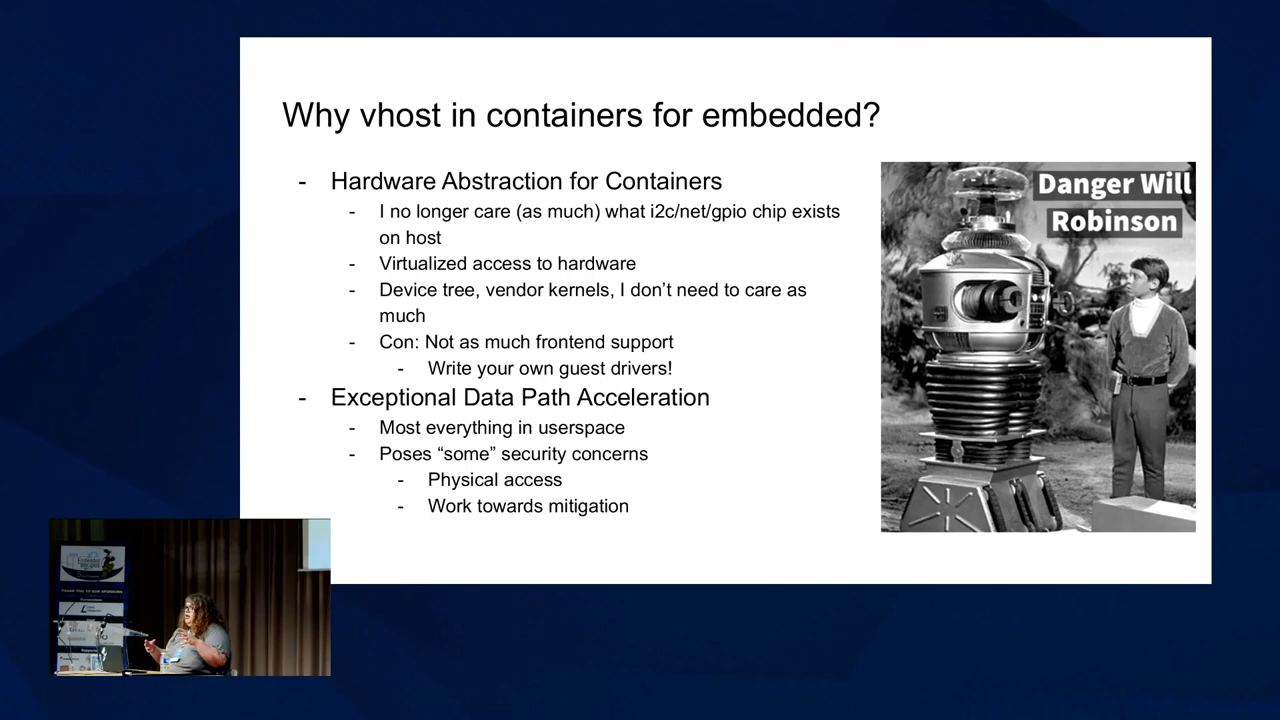 Why vhost in containers for embedded?
- Hardware Abstraction for Containers
- I no longer care (as much) what i2c/net/gpio chip exists
on host
- Virtualized access to hardware
- Device tree, vendor kernels, I don’t need to care as
much
- Con: Not as much frontend support
- Write your own guest drivers!
- Exceptional Data Path Acceleration
- Most everything in userspace
- Poses “some” security concerns
- Physical access
- Work towards mitigation
Danger Will
Robinson